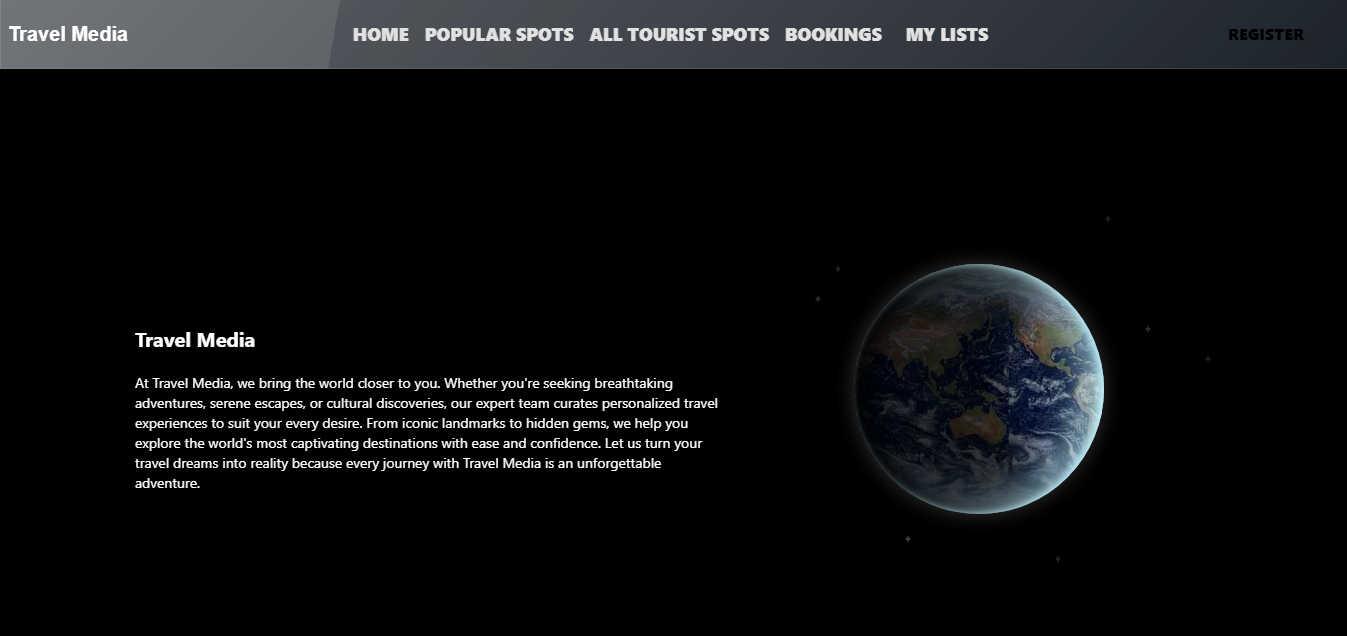 Travel Media HOME POPULAR SPOTS ALL TOURIST SPOTS BOOKINGS MY LISTS REGISTER
Travel Media
At Travel Media, we bring the world closer to you. Whether you're seeking breathtaking
adventures, serene escapes, or cultural discoveries, our expert team curates personalized travel
experiences to suit your every desire. From iconic landmarks to hidden gems, we help you
explore the world's most captivating destinations with ease and confidence. Let us turn your
travel dreams into reality because every journey with Travel Media is an unforgettable
adventure.